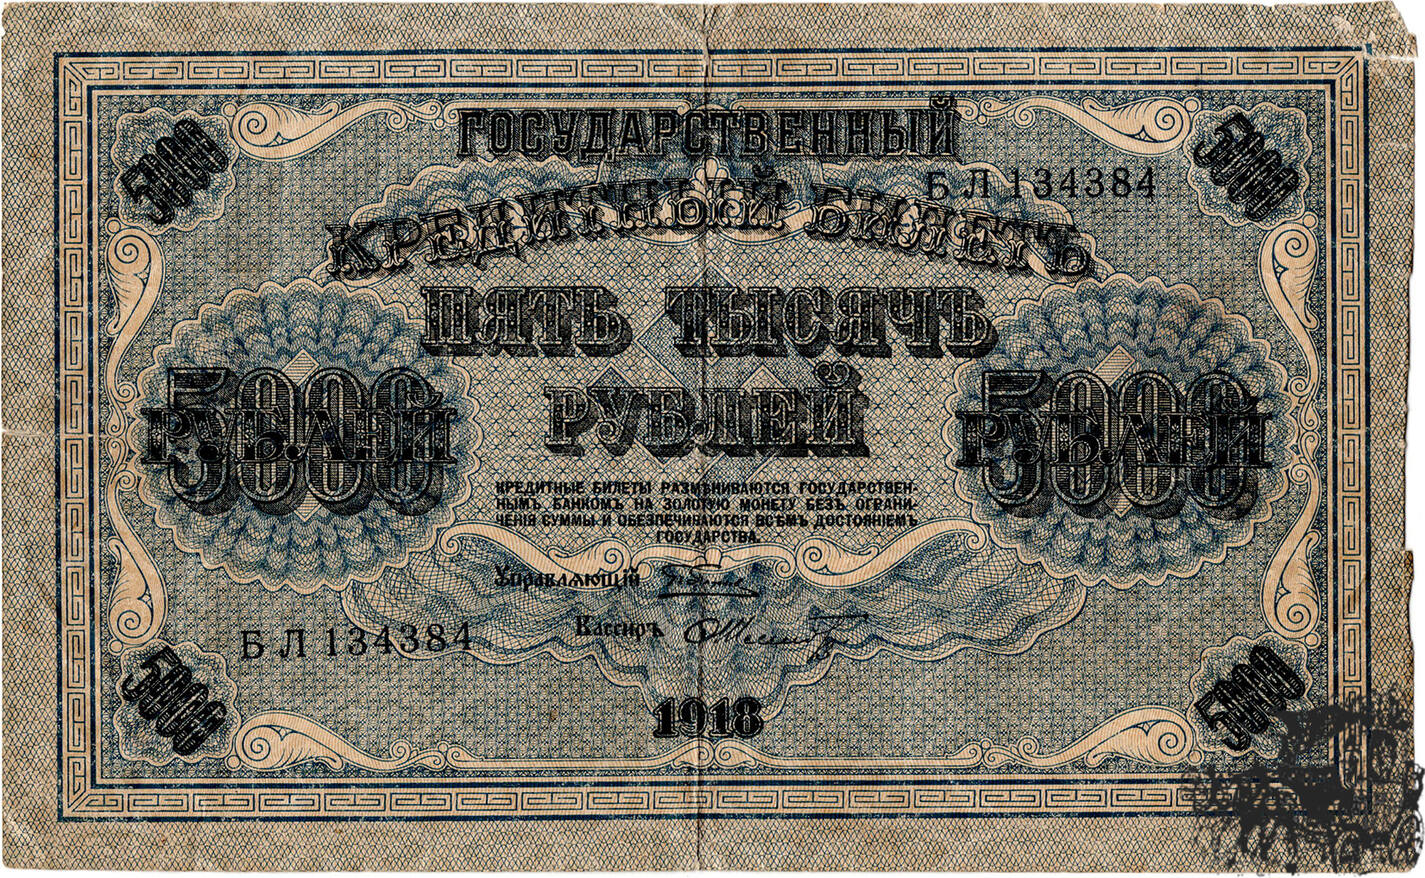 5000
5000
ГОСУДАРСТВЕННЫЙ
БЛ 134384
КРЕДИТНЫЙ БИЛЕТЪ
ПЯТЬ ТЫСЯЧЪ
РУБЛЕЙ
5000
РУБЛЕЙ
5000
РУБЛЕЙ
КРЕДИТНЫЕ БИЛЕТЫ РАЗМѢНИВАЮТСЯ ГОСУДАРСТВЕН-
НЫМЪ БАНКОМЪ НА ЗОЛОТУЮ МОНЕТУ БЕЗЪ ОГРАНИ-
ЧЕНІЯ СУММЫ И ОБЕЗПЕЧИВАЮТСЯ ВСѢМЪ ДОСТОЯНІЕМЪ
ГОСУДАРСТВА.
Управляющій
Кассиръ
БЛ 134384
5000
5000
1918